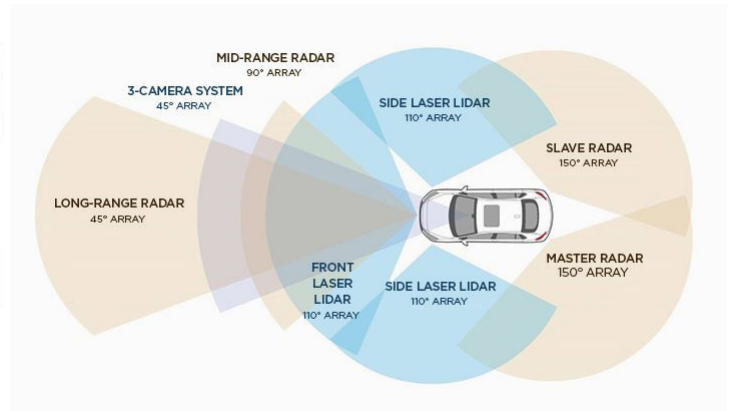 MID-RANGE RADAR
90° ARRAY
3-CAMERA SYSTEM
45° ARRAY
SIDE LASER LIDAR
110° ARRAY
SLAVE RADAR
150° ARRAY
LONG-RANGE RADAR
45° ARRAY
FRONT
LASER
LIDAR
110° ARRAY
SIDE LASER LIDAR
110° ARRAY
MASTER RADAR
150° ARRAY